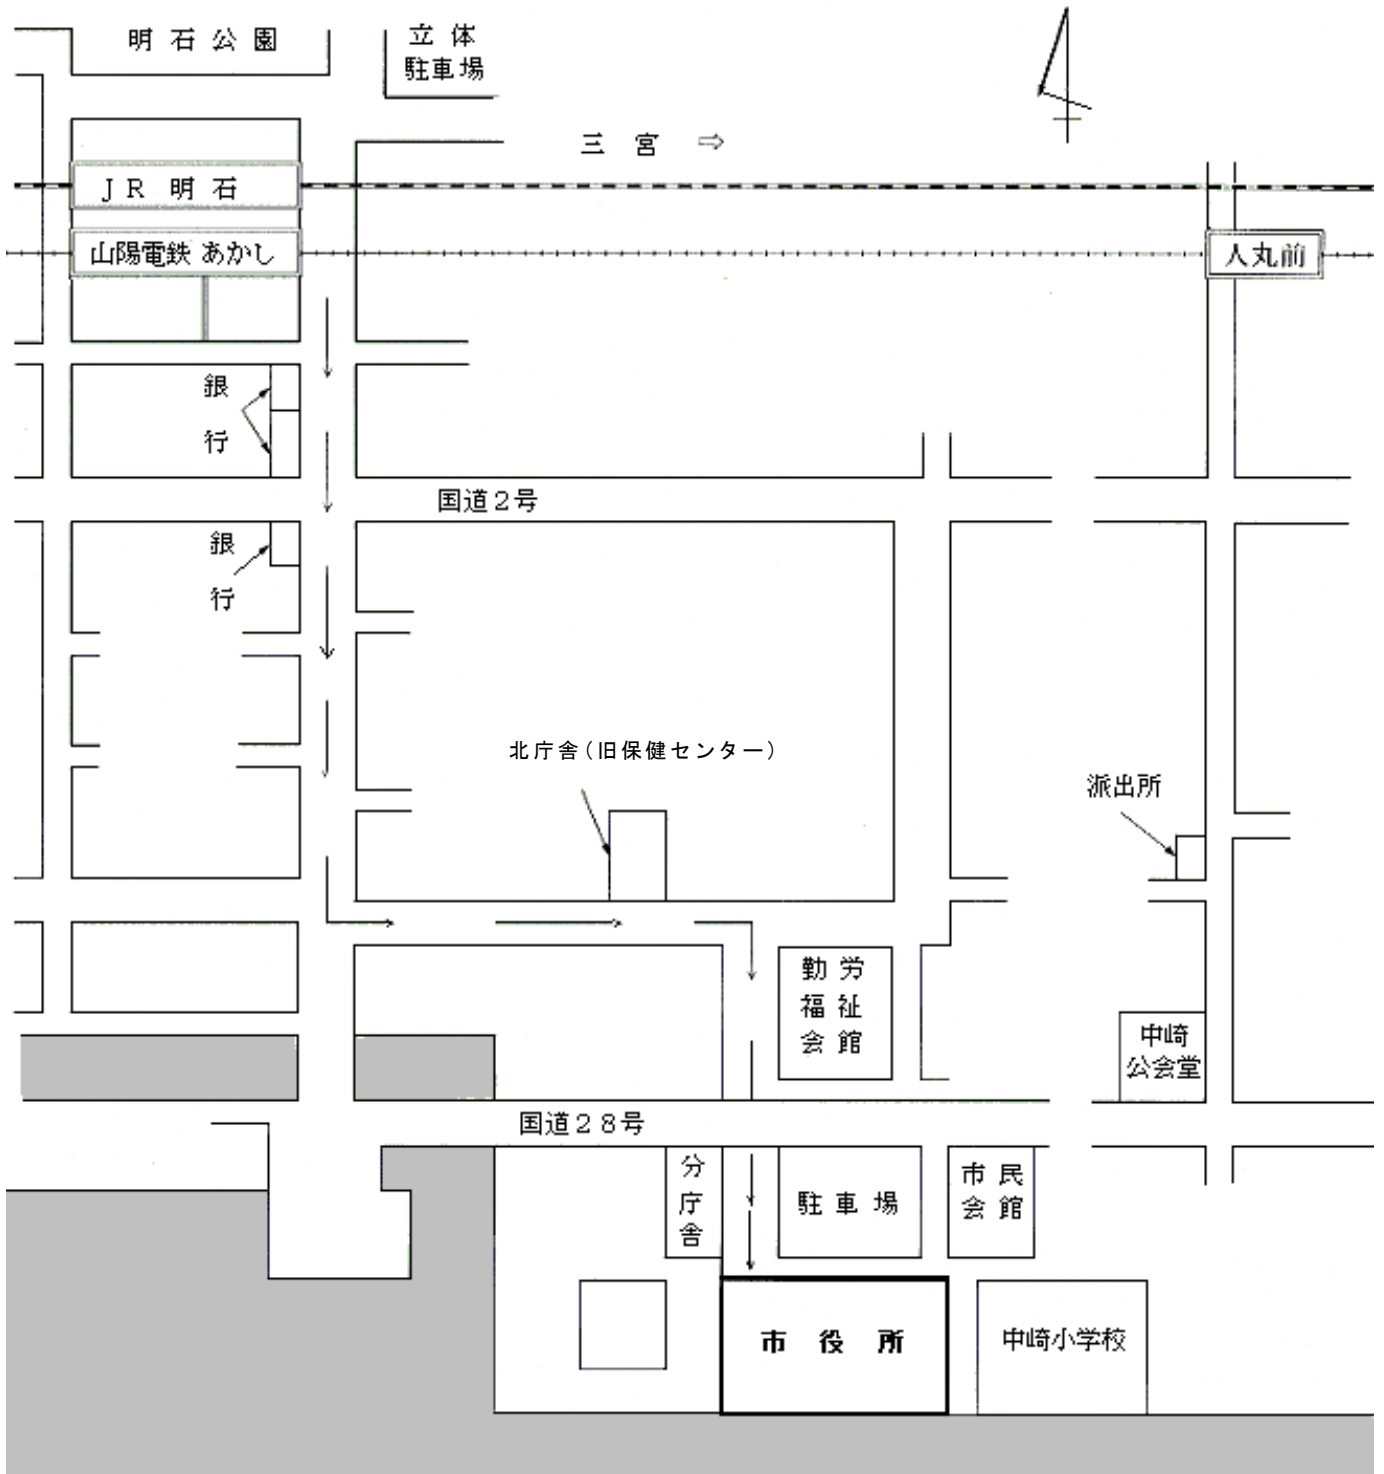 明石公園
立体
駐車場
三宮 ⇨
JR 明石
山陽電鉄 あかし
人丸前
銀
行
国道2号
銀
行
北庁舎(旧保健センター)
派出所
勤労
福祉
会館
中崎
公会堂
国道28号
分
庁
舎
駐車場
市民
会館
市役所
中崎小学校